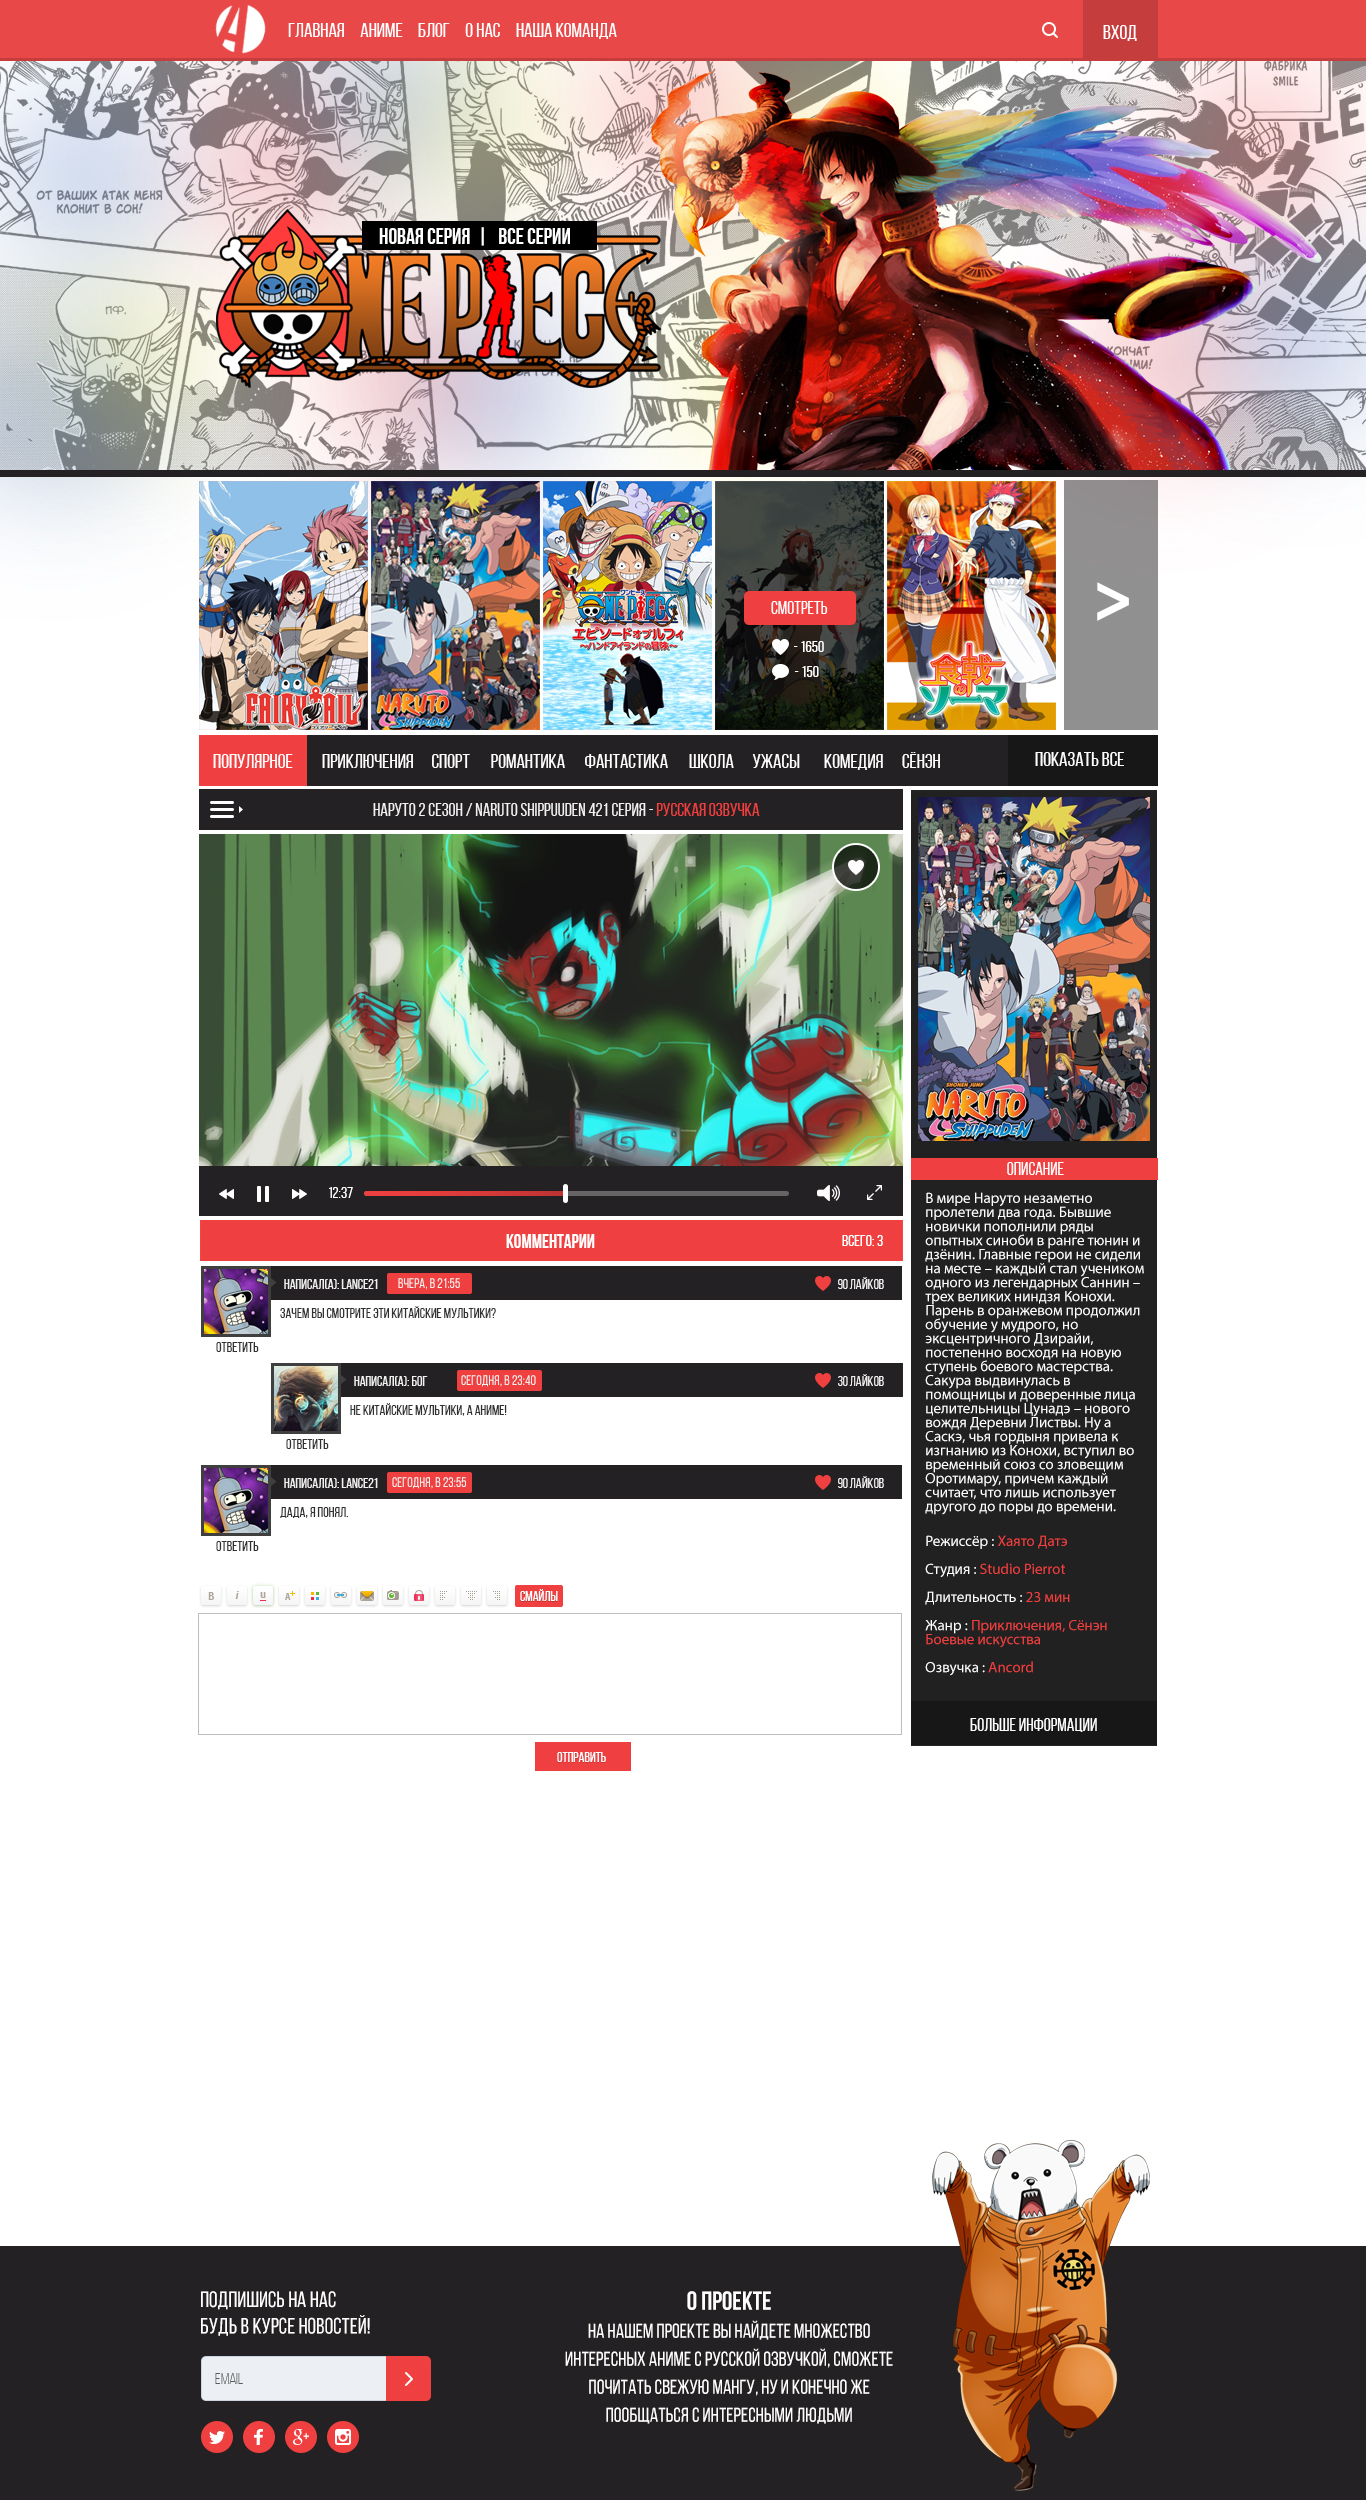 ГЛАВНАЯ АНИМЕ БЛОГ О НАС НАША КОМАНДА ВХОД
ФАБРИКА
SMILE
ОТ ВАШИХ АТАК МЕНЯ
КЛОНИТ В СОН!
ПФ,
НОВАЯ СЕРИЯ | ВСЕ СЕРИИ
ONE PIECE
FAIRY TAIL
SHONEN JUMP
NARUTO
SHIPPUDEN
ワンピース
ONE PIECE
エピソードオブルフィ
〜ハンドアイランドの冒険〜
СМОТРЕТЬ
- 1650
- 150
食戟の
ソーマ
>
ПОПУЛЯРНОЕ ПРИКЛЮЧЕНИЯ СПОРТ РОМАНТИКА ФАНТАСТИКА ШКОЛА УЖАСЫ КОМЕДИЯ СЁНЭН ПОКАЗАТЬ ВСЕ
НАРУТО 2 СЕЗОН / NARUTO SHIPPUUDEN 421 СЕРИЯ - РУССКАЯ ОЗВУЧКА
12:37
КОММЕНТАРИИ ВСЕГО: 3
НАПИСАЛ(А): LANCE21 ВЧЕРА, В 21:55 90 ЛАЙКОВ
ЗАЧЕМ ВЫ СМОТРИТЕ ЭТИ КИТАЙСКИЕ МУЛЬТИКИ?
ОТВЕТИТЬ
НАПИСАЛ(А): БОГ СЕГОДНЯ, В 23:40 30 ЛАЙКОВ
НЕ КИТАЙСКИЕ МУЛЬТИКИ, А АНИМЕ!
ОТВЕТИТЬ
НАПИСАЛ(А): LANCE21 СЕГОДНЯ, В 23:55 90 ЛАЙКОВ
ДАДА, Я ПОНЯЛ.
ОТВЕТИТЬ
B i u A+ СМАЙЛЫ
ОТПРАВИТЬ
SHONEN JUMP
NARUTO
SHIPPUDEN
ОПИСАНИЕ
В мире Наруто незаметно
пролетели два года. Бывшие
новички пополнили ряды
опытных синоби в ранге тюнин и
дзёнин. Главные герои не сидели
на месте – каждый стал учеником
одного из легендарных Саннин –
трех великих ниндзя Конохи.
Парень в оранжевом продолжил
обучение у мудрого, но
эксцентричного Дзирайи,
постепенно восходя на новую
ступень боевого мастерства.
Сакура выдвинулась в
помощницы и доверенные лица
целительницы Цунадэ – нового
вождя Деревни Листвы. Ну а
Саскэ, чья гордыня привела к
изгнанию из Конохи, вступил во
временный союз со зловещим
Оротимару, причем каждый
считает, что лишь использует
другого до поры до времени.
Режиссёр : Хаято Датэ
Студия : Studio Pierrot
Длительность : 23 мин
Жанр : Приключения, Сёнэн
Боевые искусства
Озвучка : Ancord
БОЛЬШЕ ИНФОРМАЦИИ
ПОДПИШИСЬ НА НАС
БУДЬ В КУРСЕ НОВОСТЕЙ!
EMAIL
О ПРОЕКТЕ
НА НАШЕМ ПРОЕКТЕ ВЫ НАЙДЕТЕ МНОЖЕСТВО
ИНТЕРЕСНЫХ АНИМЕ С РУССКОЙ ОЗВУЧКОЙ, СМОЖЕТЕ
ПОЧИТАТЬ СВЕЖУЮ МАНГУ, НУ И КОНЕЧНО ЖЕ
ПООБЩАТЬСЯ С ИНТЕРЕСНЫМИ ЛЮДЬМИ